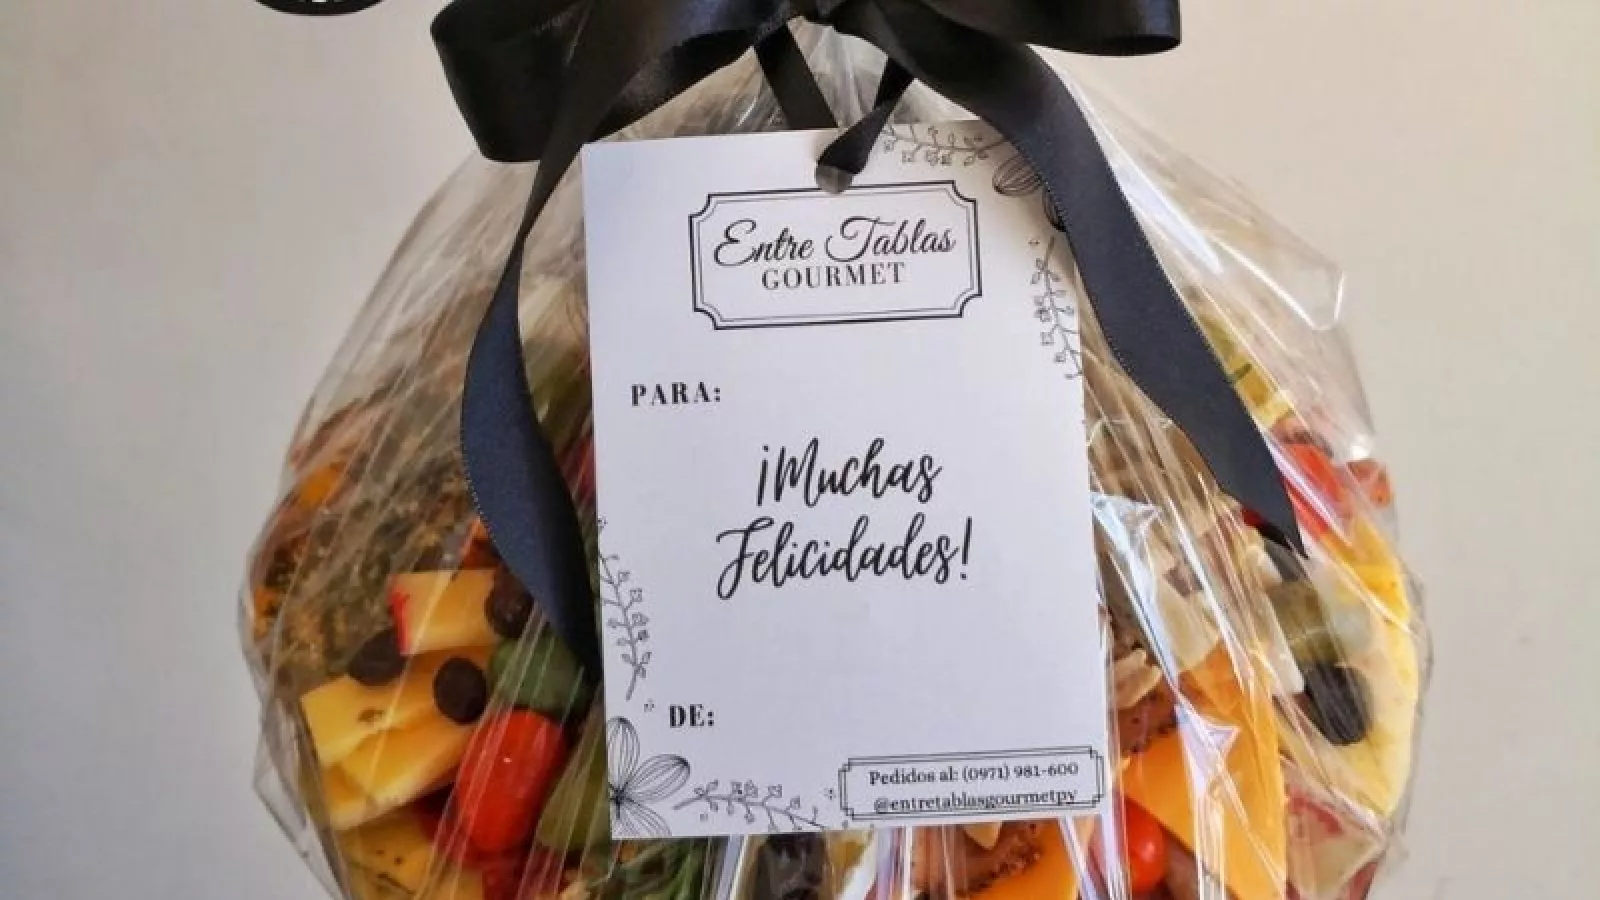 Entre Tablas
GOURMET
PARA:
¡Muchas
Felicidades!
DE:
Pedidos al: (0971) 981-600
@entretablasgourmetpy